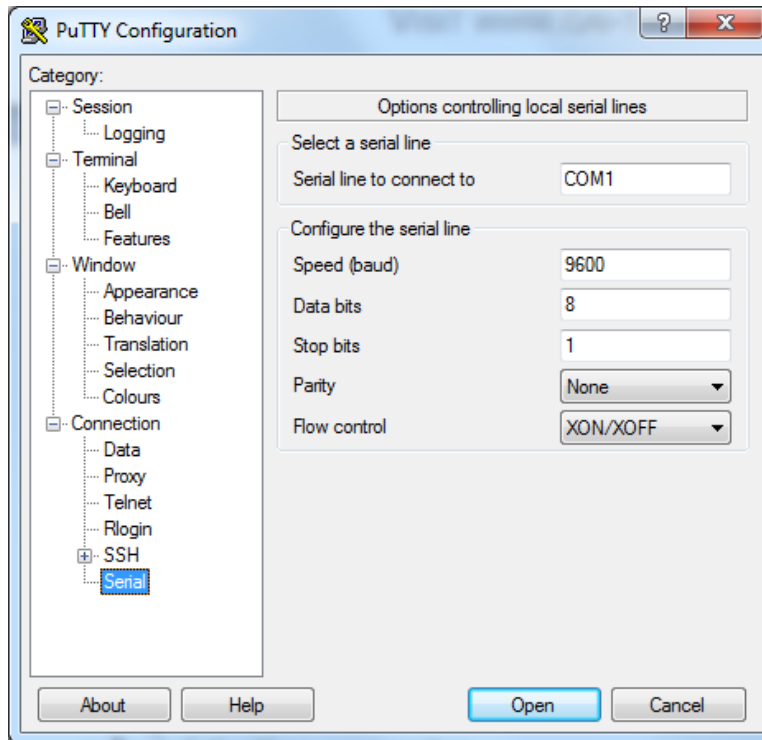 PuTTY Configuration
Category:
Session
Logging
Terminal
Keyboard
Bell
Features
Window
Appearance
Behaviour
Translation
Selection
Colours
Connection
Data
Proxy
Telnet
Rlogin
SSH
Serial
Options controlling local serial lines
Select a serial line
Serial line to connect to COM1
Configure the serial line
Speed (baud) 9600
Data bits 8
Stop bits 1
Parity None
Flow control XON/XOFF
About Help Open Cancel